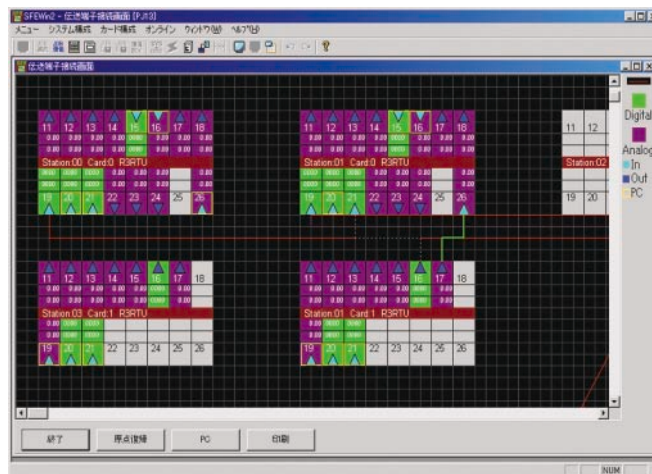 SFEWin2 - 伝送端子接続画面 [PJt3]
メニュー システム構成 カード構成 オンライン ウィンドウ(W) ヘルプ(H)
伝送端子接続画面
Digital
Analog
In
Out
PC
11 12 13 14 15 16 17 18
Station:00 Card:0 R3RTU
19 20 21 22 23 24 25 26
11 12 13 14 15 16 17 18
Station:01 Card:0 R3RTU
19 20 21 22 23 24 25 26
11 12
Station:02
19 20
11 12 13 14 15 16 17 18
Station:03 Card:1 R3RTU
19 20 21 22 23 24 25 26
11 12 13 14 15 16 17 18
Station:01 Card:1 R3RTU
19 20 21 22 23 24 25 26
終了 原点復帰 PC 印刷
NUM